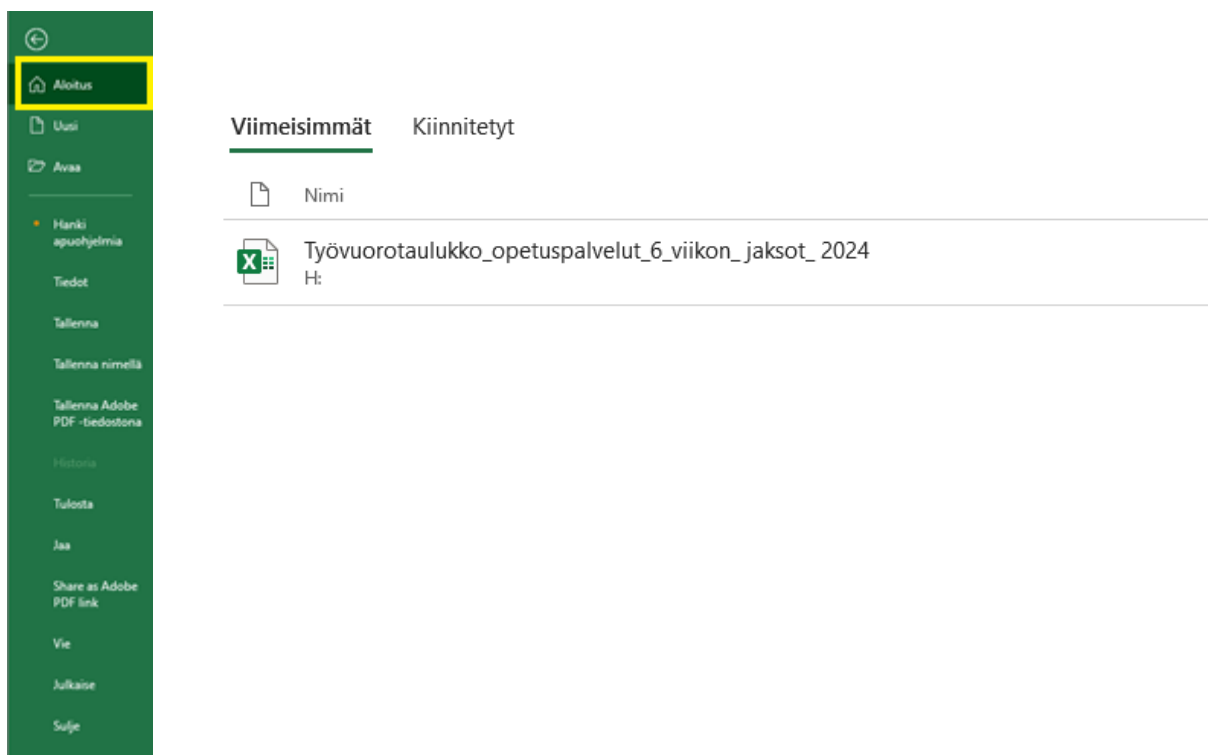 Aloitus
Uusi
Avaa
Hanki
apuohjelmia
Tiedot
Tallenna
Tallenna nimellä
Tallenna Adobe
PDF -tiedostona
Historia
Tulosta
Jaa
Share as Adobe
PDF link
Vie
Julkaise
Sulje
Viimeisimmät Kiinnitetyt
Nimi
Työvuorotaulukko_opetuspalvelut_6_viikon_ jaksot_ 2024
H: